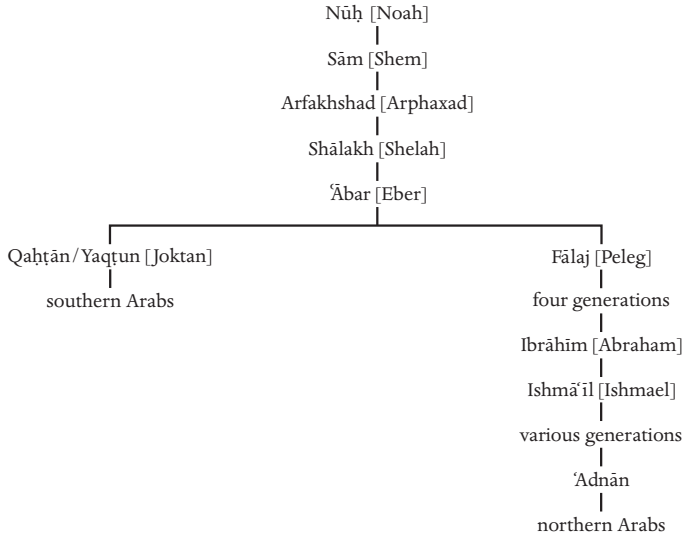 Nūḥ [Noah]
Sām [Shem]
Arfakhshad [Arphaxad]
Shālakh [Shelah]
ʿĀbar [Eber]
Qaḥṭān/Yaqṭun [Joktan]
southern Arabs
Fālaj [Peleg]
four generations
Ibrāhīm [Abraham]
Ishmāʿīl [Ishmael]
various generations
ʿAdnān
northern Arabs